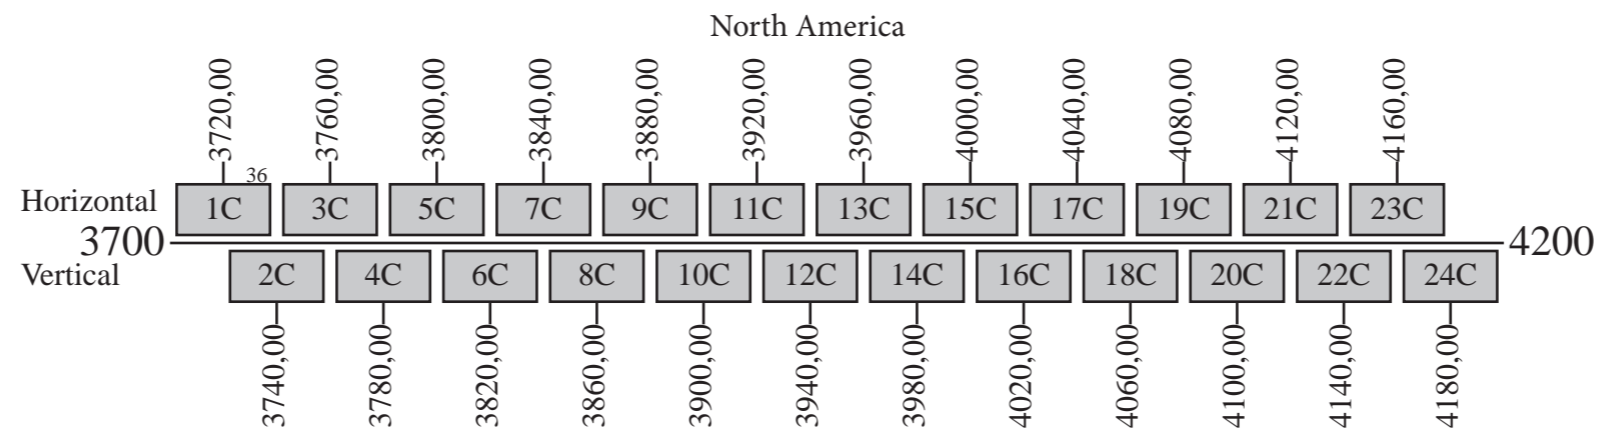 North America
3720,00 3760,00 3800,00 3840,00 3880,00 3920,00 3960,00 4000,00 4040,00 4080,00 4120,00 4160,00
36
Horizontal 1C 3C 5C 7C 9C 11C 13C 15C 17C 19C 21C 23C
3700 4200
Vertical 2C 4C 6C 8C 10C 12C 14C 16C 18C 20C 22C 24C
3740,00 3780,00 3820,00 3860,00 3900,00 3940,00 3980,00 4020,00 4060,00 4100,00 4140,00 4180,00